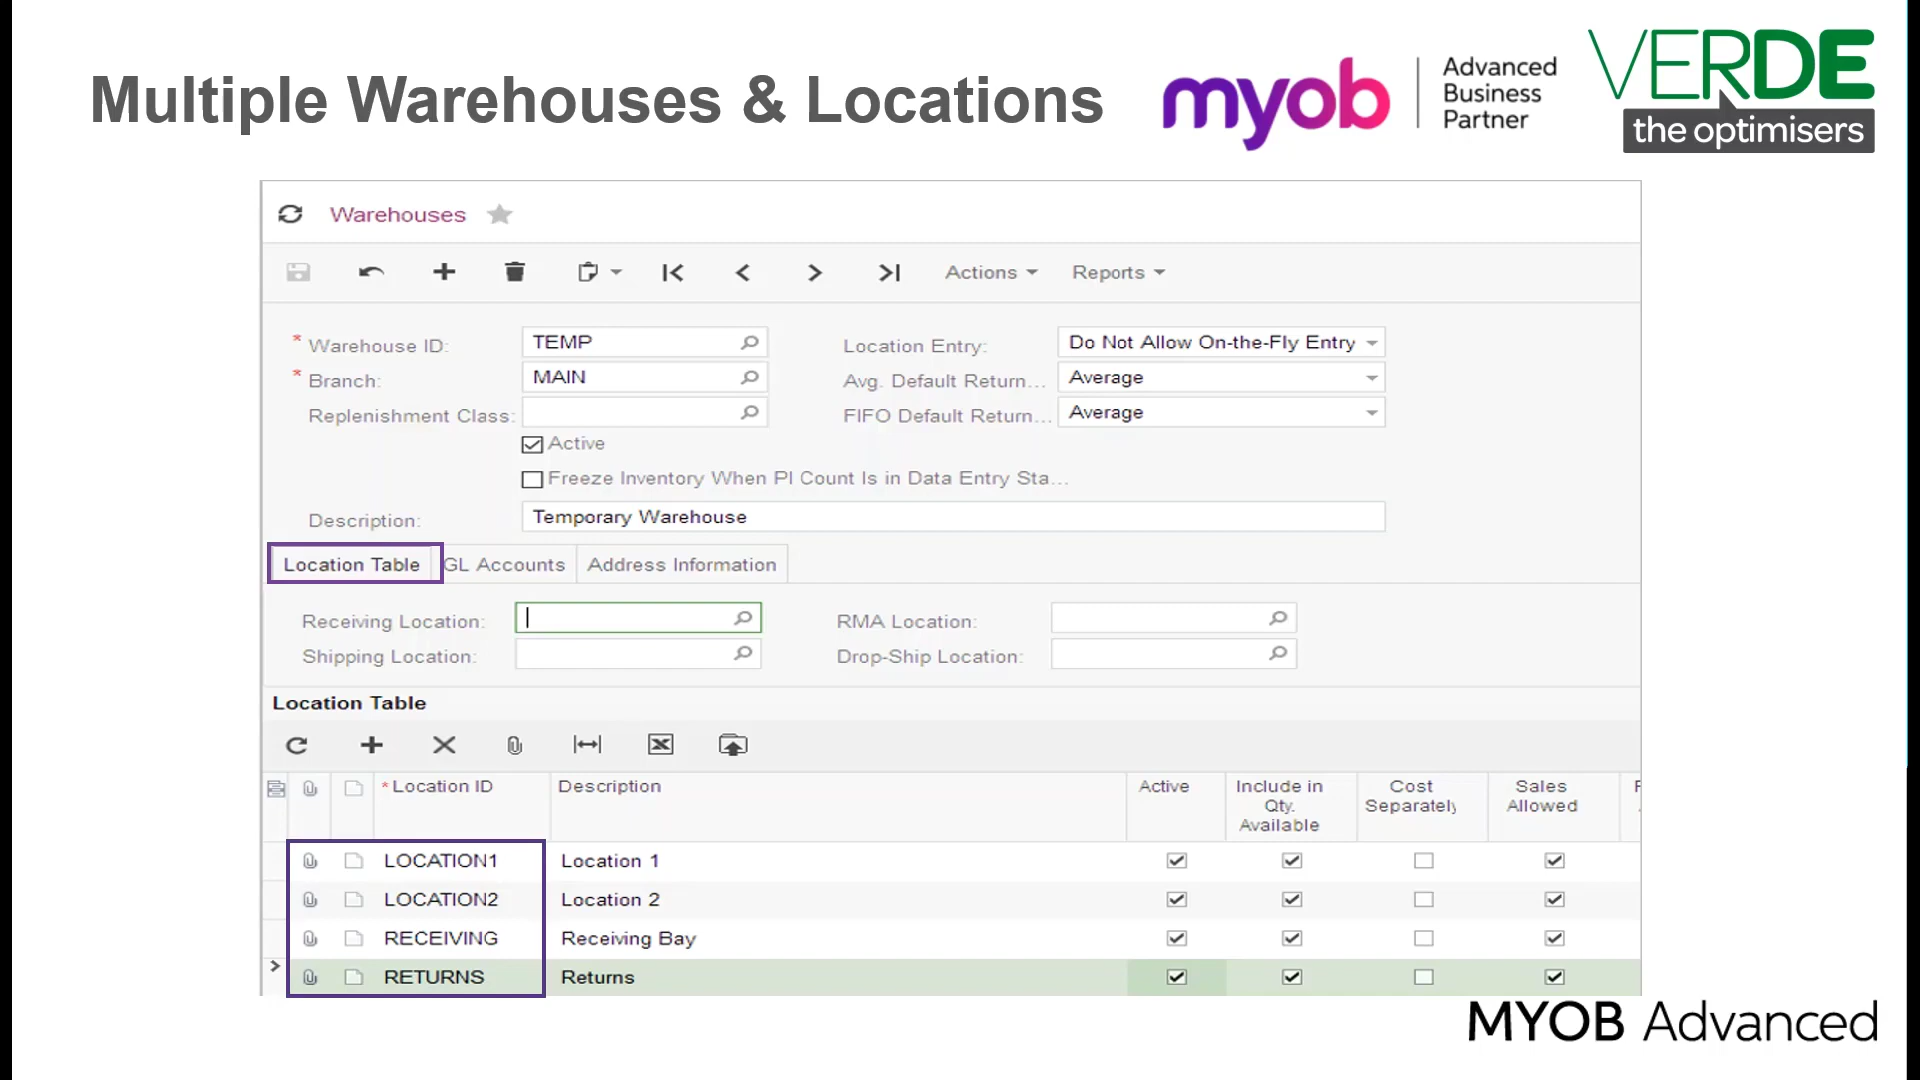 Multiple Warehouses & Locations
myob
Advanced
Business
Partner
VERDE
the optimisers
Warehouses
Actions
Reports
* Warehouse ID:
TEMP
Location Entry:
Do Not Allow On-the-Fly Entry
* Branch:
MAIN
Avg. Default Return...
Average
Replenishment Class:
FIFO Default Return...
Average
Active
Freeze Inventory When PI Count Is in Data Entry Sta...
Description:
Temporary Warehouse
Location Table
GL Accounts
Address Information
Receiving Location:
RMA Location:
Shipping Location:
Drop-Ship Location:
Location Table
* Location ID
Description
Active
Include in
Qty.
Available
Cost
Separately
Sales
Allowed
LOCATION1 Location 1
LOCATION2 Location 2
RECEIVING Receiving Bay
RETURNS Returns
MYOB Advanced